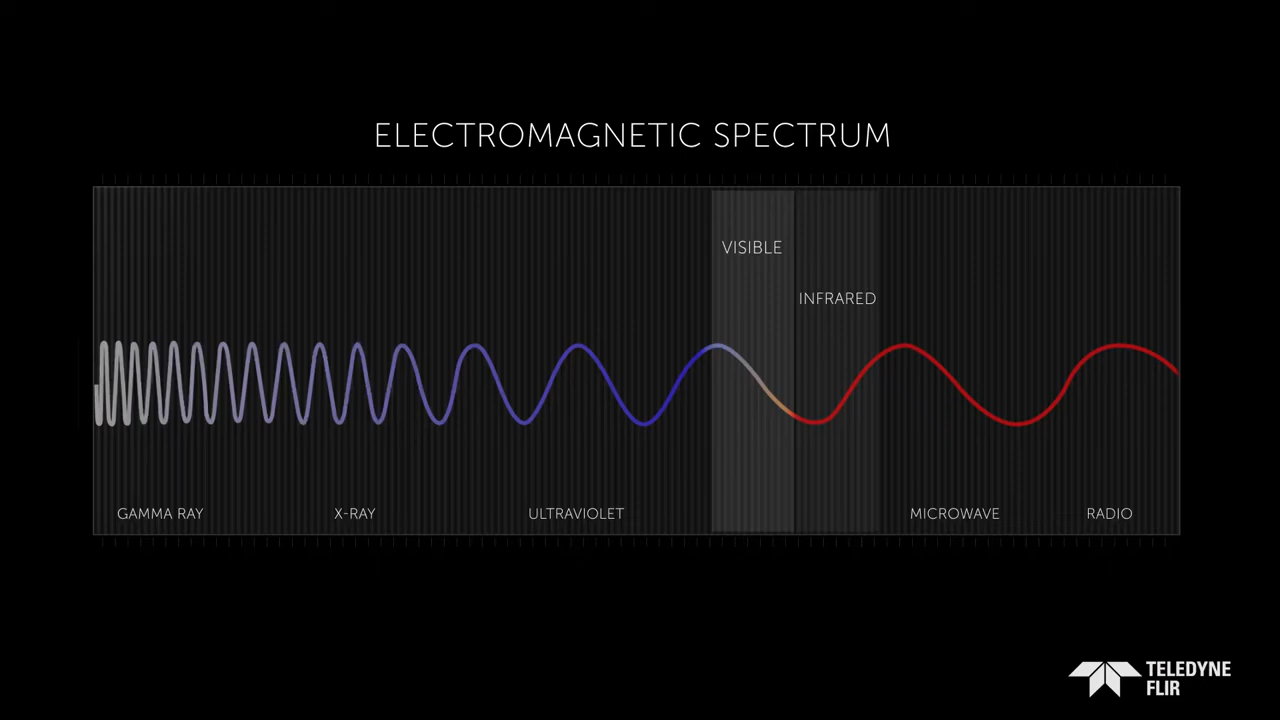 ELECTROMAGNETIC SPECTRUM
VISIBLE
INFRARED
GAMMA RAY
X-RAY
ULTRAVIOLET
MICROWAVE
RADIO
TELEDYNE
FLIR